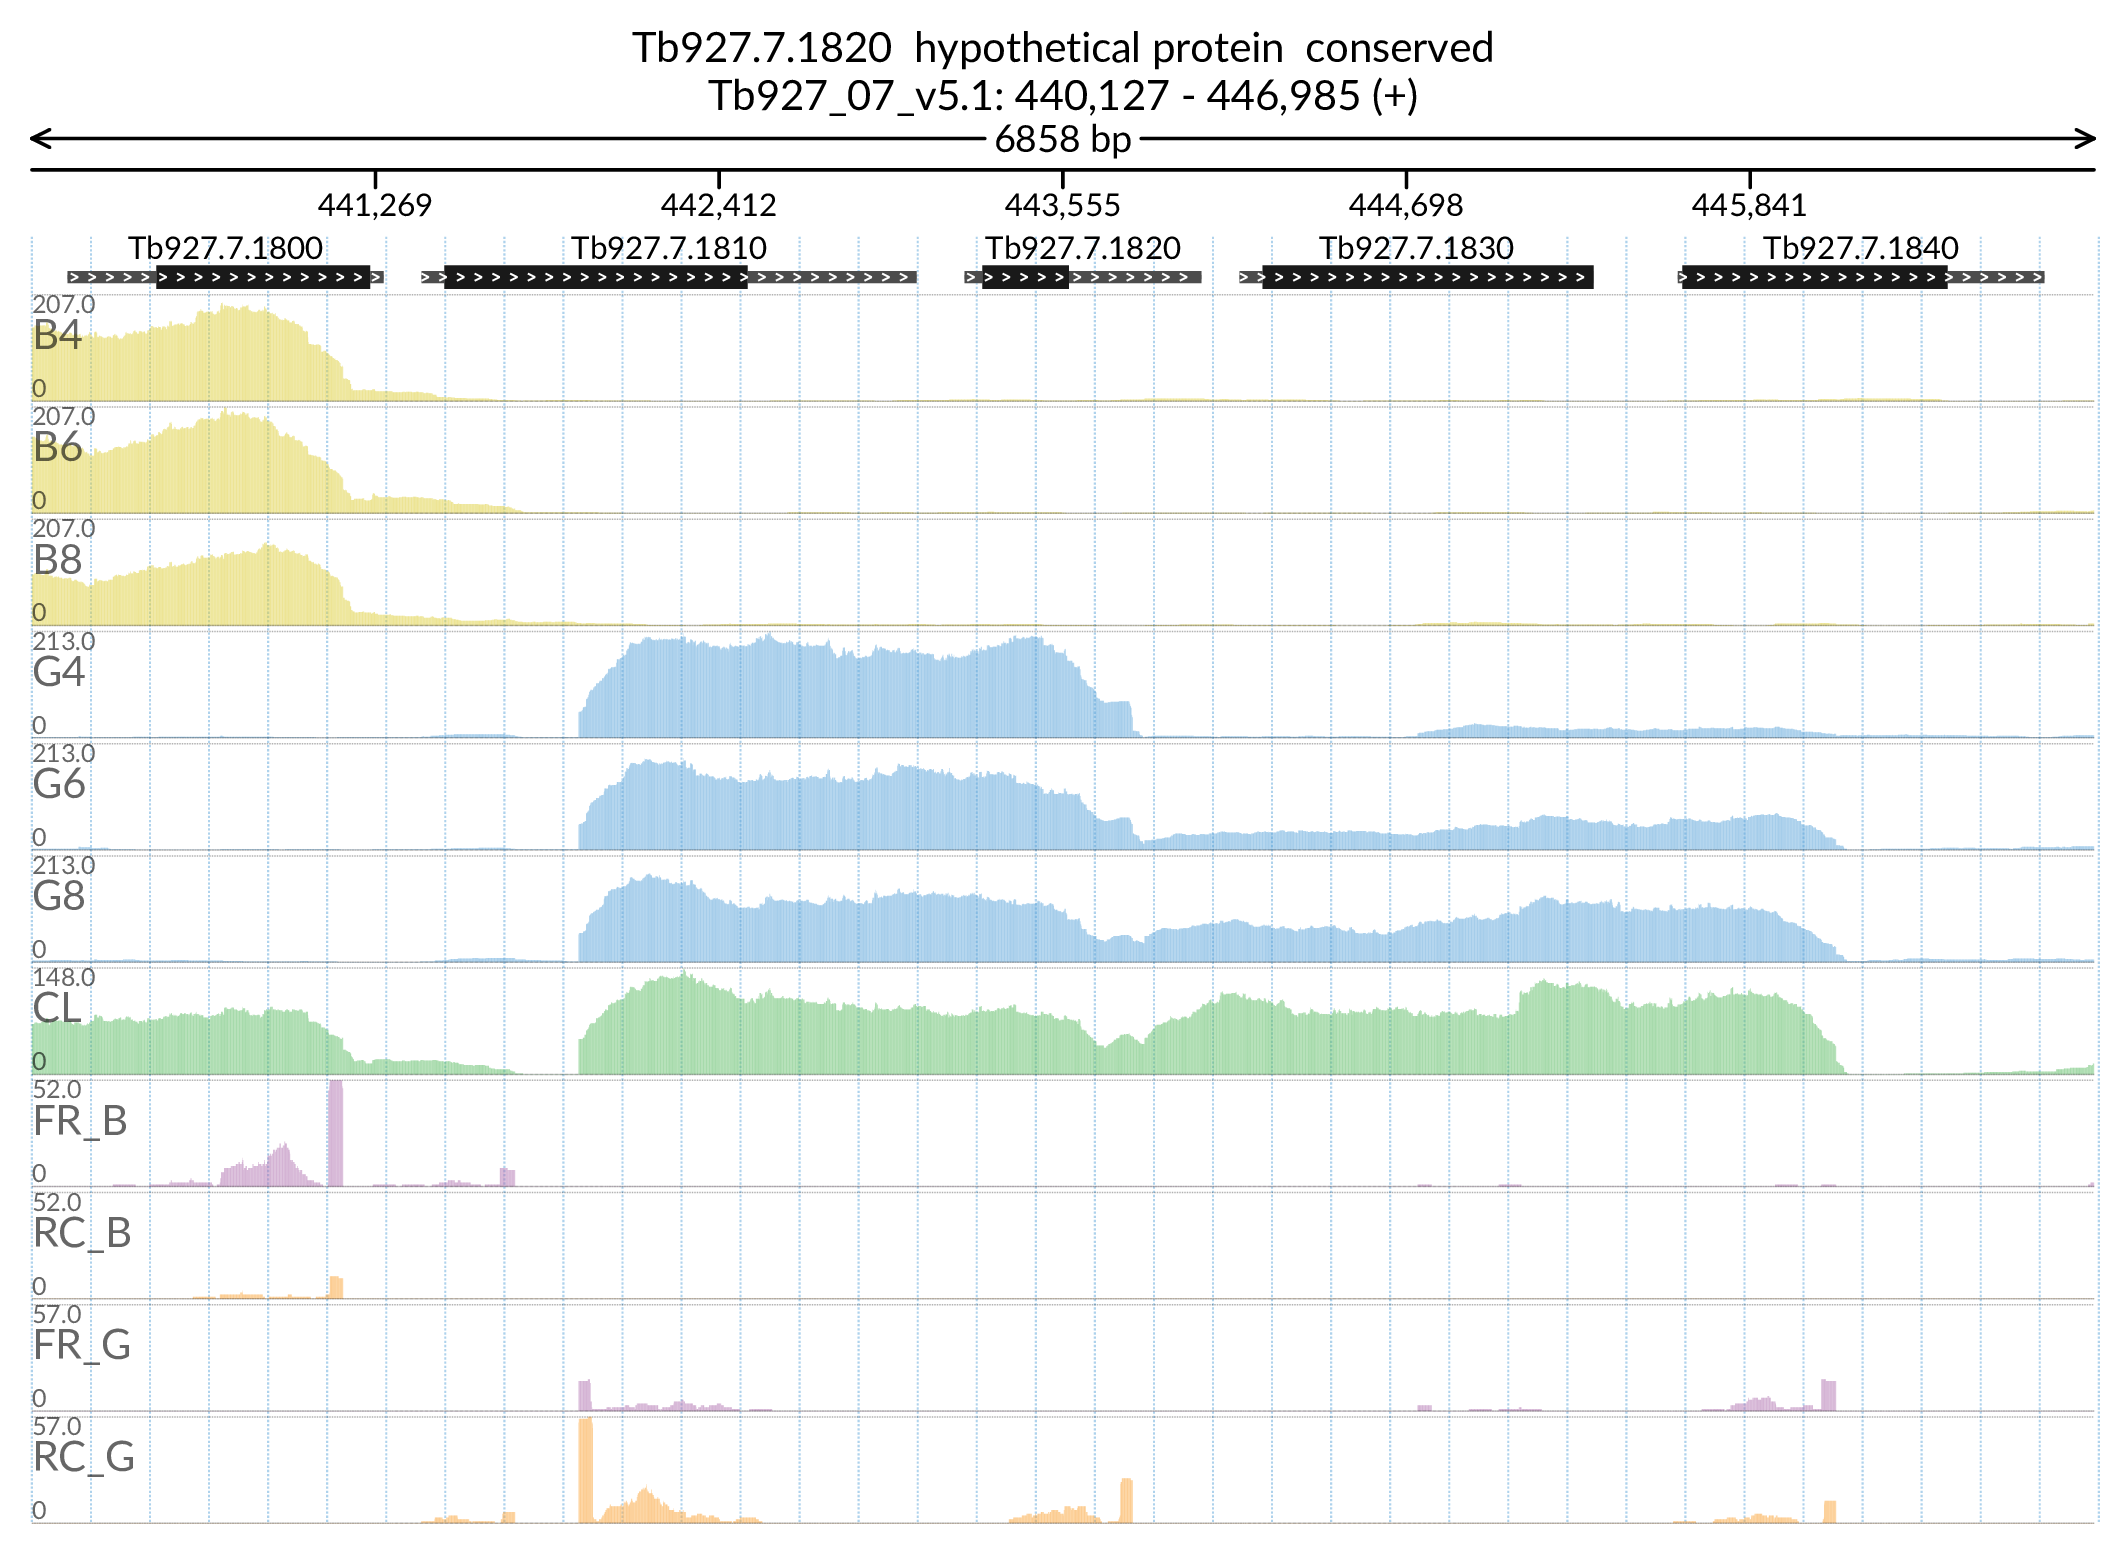 Tb927.7.1820 hypothetical protein conserved
Tb927_07_v5.1: 440,127 - 446,985 (+)
6858 bp
441,269 442,412 443,555 444,698 445,841
Tb927.7.1800 Tb927.7.1810 Tb927.7.1820 Tb927.7.1830 Tb927.7.1840
207.0
B4
0
207.0
B6
0
207.0
B8
0
213.0
G4
0
213.0
G6
0
213.0
G8
0
148.0
CL
0
52.0
FR_B
0
52.0
RC_B
0
57.0
FR_G
0
57.0
RC_G
0